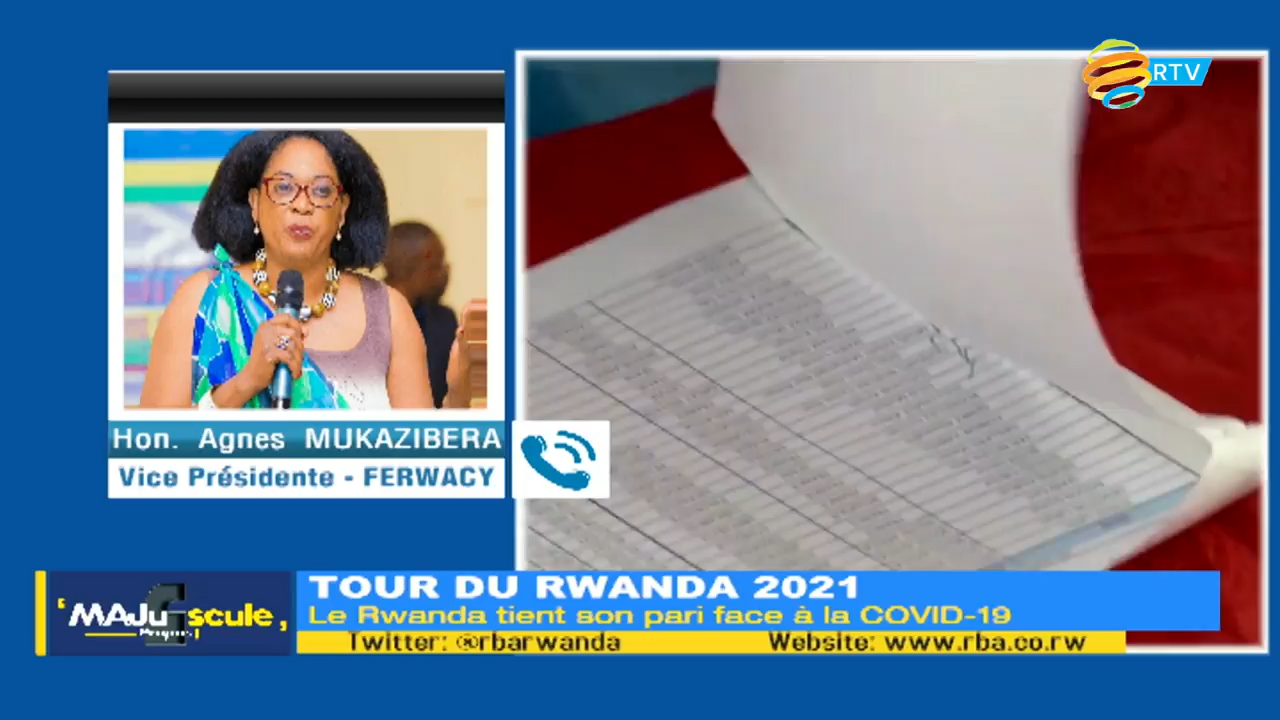 RTV
Hon. Agnes MUKAZIBERA
Vice Présidente - FERWACY
TOUR DU RWANDA 2021
Le Rwanda tient son pari face à la COVID-19
‘MAJuscule,
Twitter: @rbarwanda Website: www.rba.co.rw